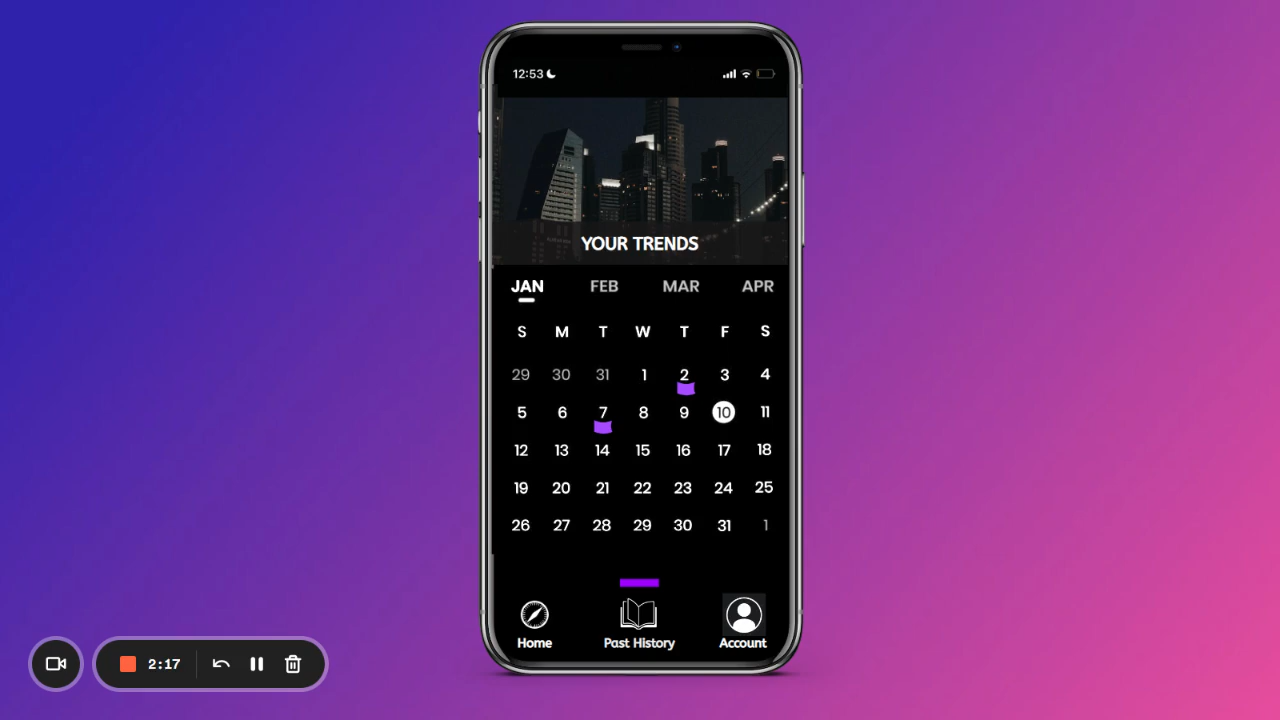 12:53
YOUR TRENDS
JAN FEB MAR APR
S M T W T F S
29 30 31 1 2 3 4
5 6 7 8 9 10 11
12 13 14 15 16 17 18
19 20 21 22 23 24 25
26 27 28 29 30 31 1
Home Past History Account
2:17